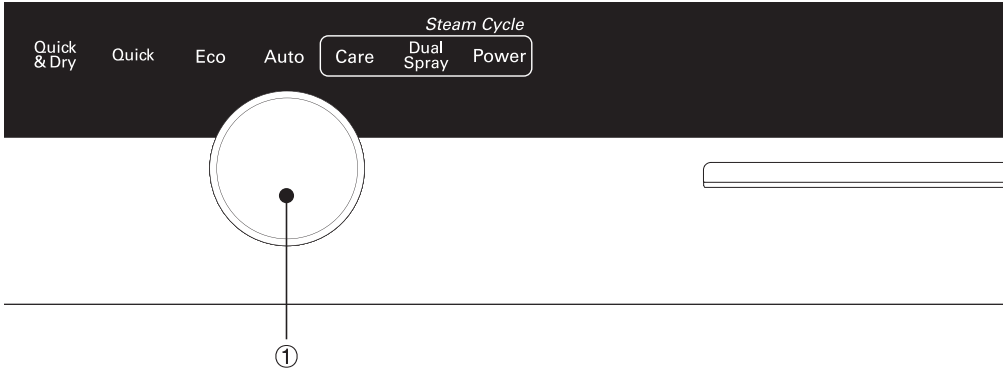 Steam Cycle
Quick
& Dry
Quick
Eco
Auto
Care
Dual
Spray
Power
①